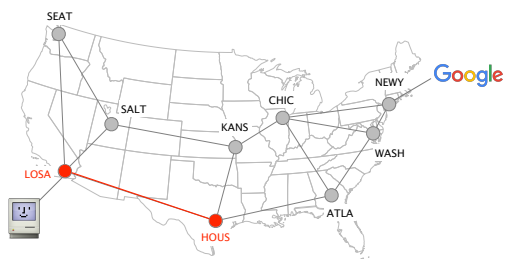 SEAT
Google
NEWY
CHIC
SALT
KANS
WASH
LOSA
ATLA
HOUS